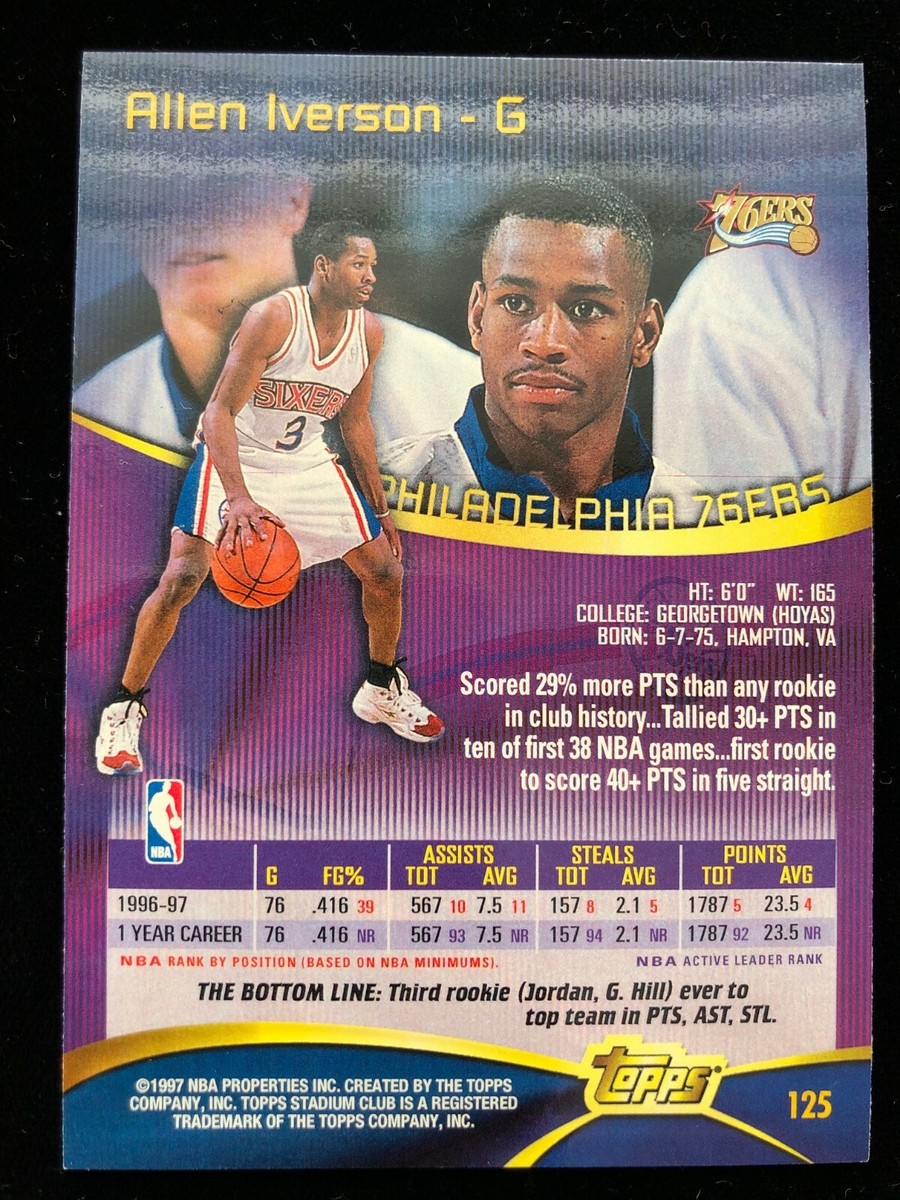 Allen Iverson - G
76ERS
SIXERS
3
PHILADELPHIA 76ERS
HT: 6'0" WT: 165
COLLEGE: GEORGETOWN (HOYAS)
BORN: 6-7-75, HAMPTON, VA
Scored 29% more PTS than any rookie
in club history...Tallied 30+ PTS in
ten of first 38 NBA games...first rookie
to score 40+ PTS in five straight.
NBA
ASSISTS STEALS POINTS
G FG% TOT AVG TOT AVG TOT AVG
1996-97 76 .416 39 567 10 7.5 11 157 8 2.1 5 1787 5 23.5 4
1 YEAR CAREER 76 .416 NR 567 93 7.5 NR 157 94 2.1 NR 1787 92 23.5 NR
NBA RANK BY POSITION (BASED ON NBA MINIMUMS). NBA ACTIVE LEADER RANK
THE BOTTOM LINE: Third rookie (Jordan, G. Hill) ever to
top team in PTS, AST, STL.
©1997 NBA PROPERTIES INC. CREATED BY THE TOPPS
COMPANY, INC. TOPPS STADIUM CLUB IS A REGISTERED
TRADEMARK OF THE TOPPS COMPANY, INC.
Topps
125